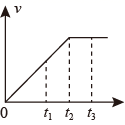 v
0 t₁ t₂ t₃